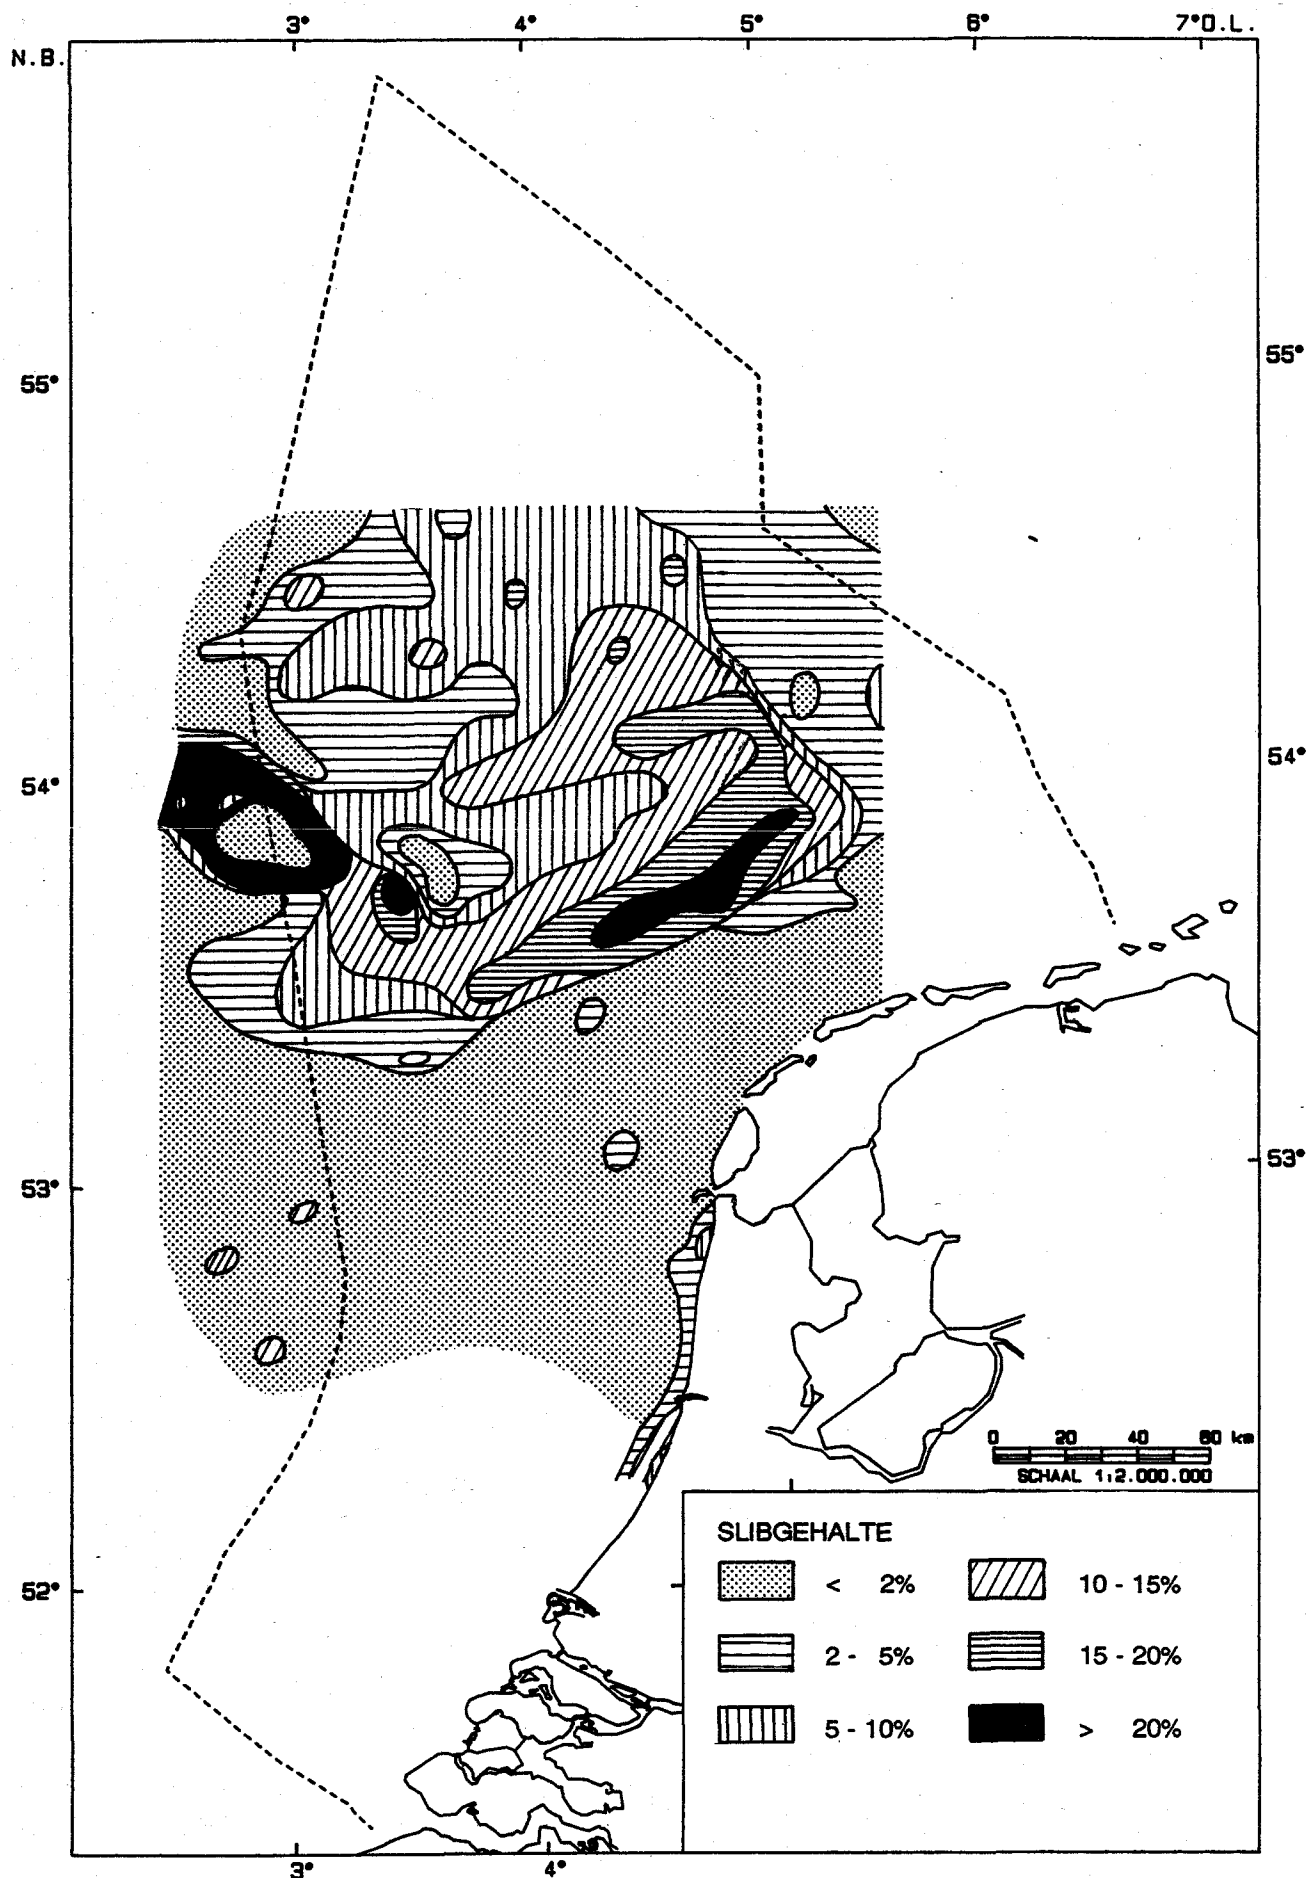 3° 4° 5° 6° 7°O.L.
N.B.
55° 55°
54° 54°
53° 53°
0 20 40 60 km
SCHAAL 1:2.000.000
52°
SLIBGEHALTE
< 2% 10 - 15%
2 - 5% 15 - 20%
5 - 10% > 20%
3° 4°